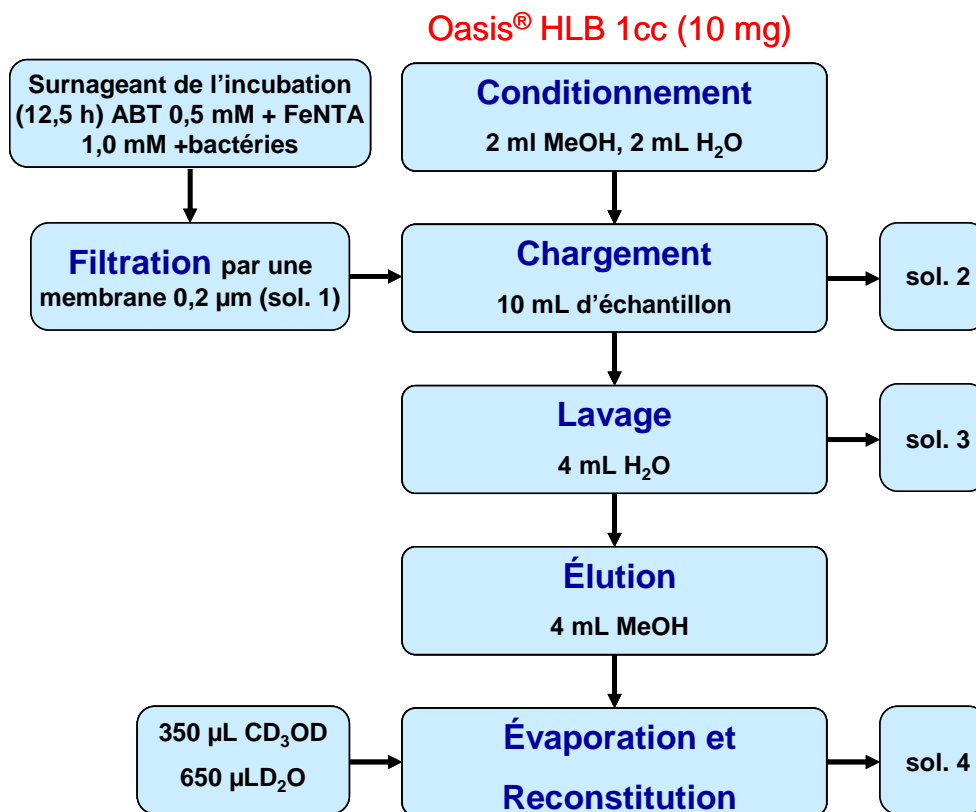 Oasis® HLB 1cc (10 mg)
Surnageant de l'incubation
(12,5 h) ABT 0,5 mM + FeNTA
1,0 mM +bactéries
Conditionnement
2 ml MeOH, 2 mL H₂O
Filtration par une
membrane 0,2 µm (sol. 1)
Chargement
10 mL d'échantillon
sol. 2
Lavage
4 mL H₂O
sol. 3
Élution
4 mL MeOH
350 µL CD₃OD
650 µLD₂O
Évaporation et
Reconstitution
sol. 4